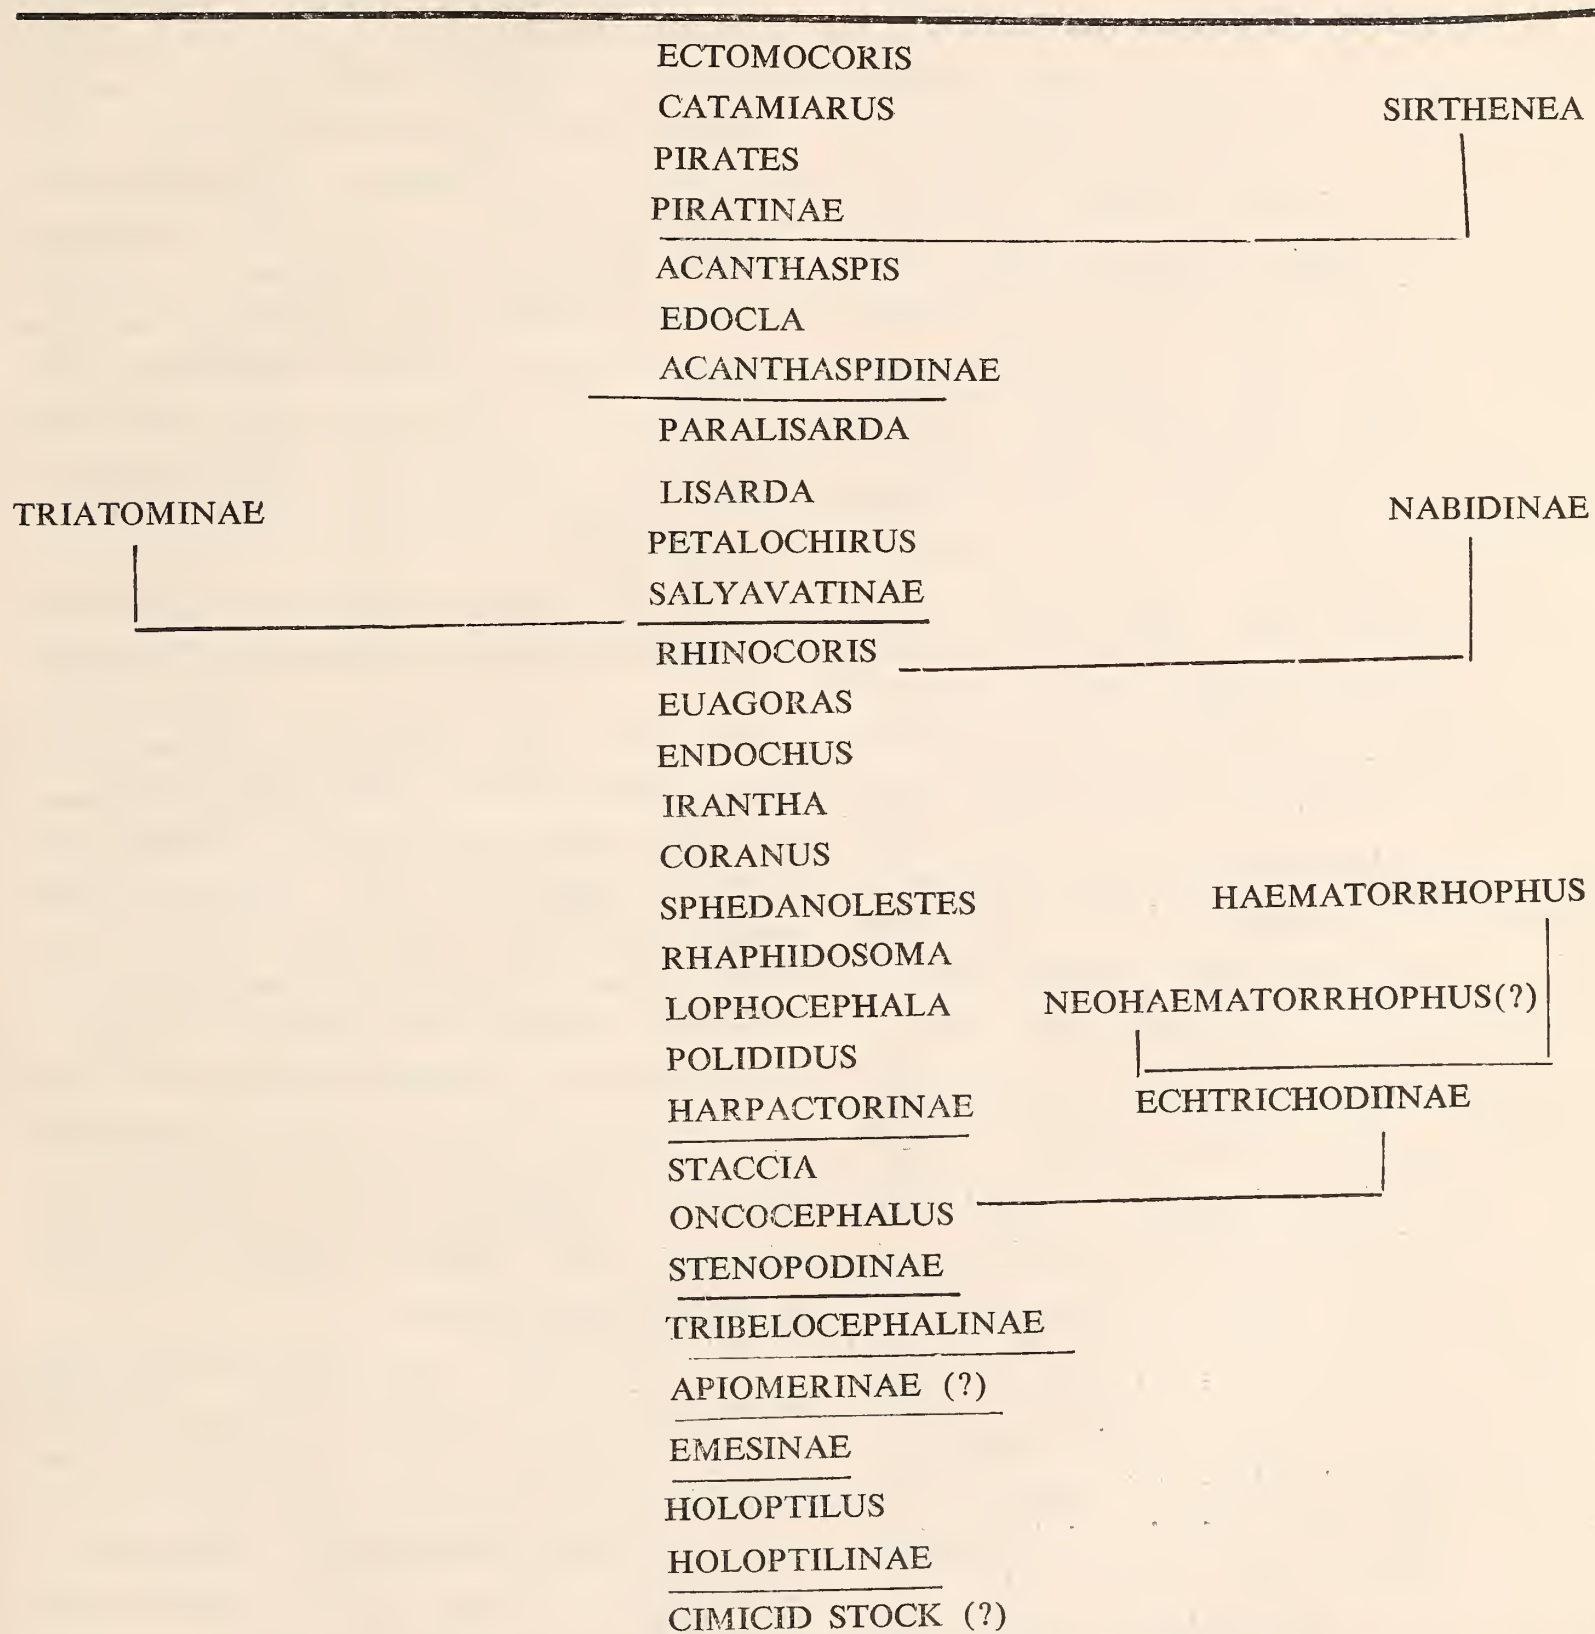 ECTOMOCORIS
CATAMIARUS
SIRTHENEA
PIRATES
PIRATINAE
ACANTHASPIS
EDOCLA
ACANTHASPIDINAE
PARALISARDA
LISARDA
TRIATOMINAE
NABIDINAE
PETALOCHIRUS
SALYAVATINAE
RHINOCORIS
EUAGORAS
ENDOCHUS
IRANTHA
CORANUS
SPHEDANOLESTES
HAEMATORRHOPHUS
RHAPHIDOSOMA
LOPHOCEPHALA
NEOHAEMATORRHOPHUS(?)
POLIDIDUS
HARPACTORINAE
ECHTRICHODIINAE
STACCIA
ONCOCEPHALUS
STENOPODINAE
TRIBELOCEPHALINAE
APIOMERINAE (?)
EMESINAE
HOLOPTILUS
HOLOPTILINAE
CIMICID STOCK (?)